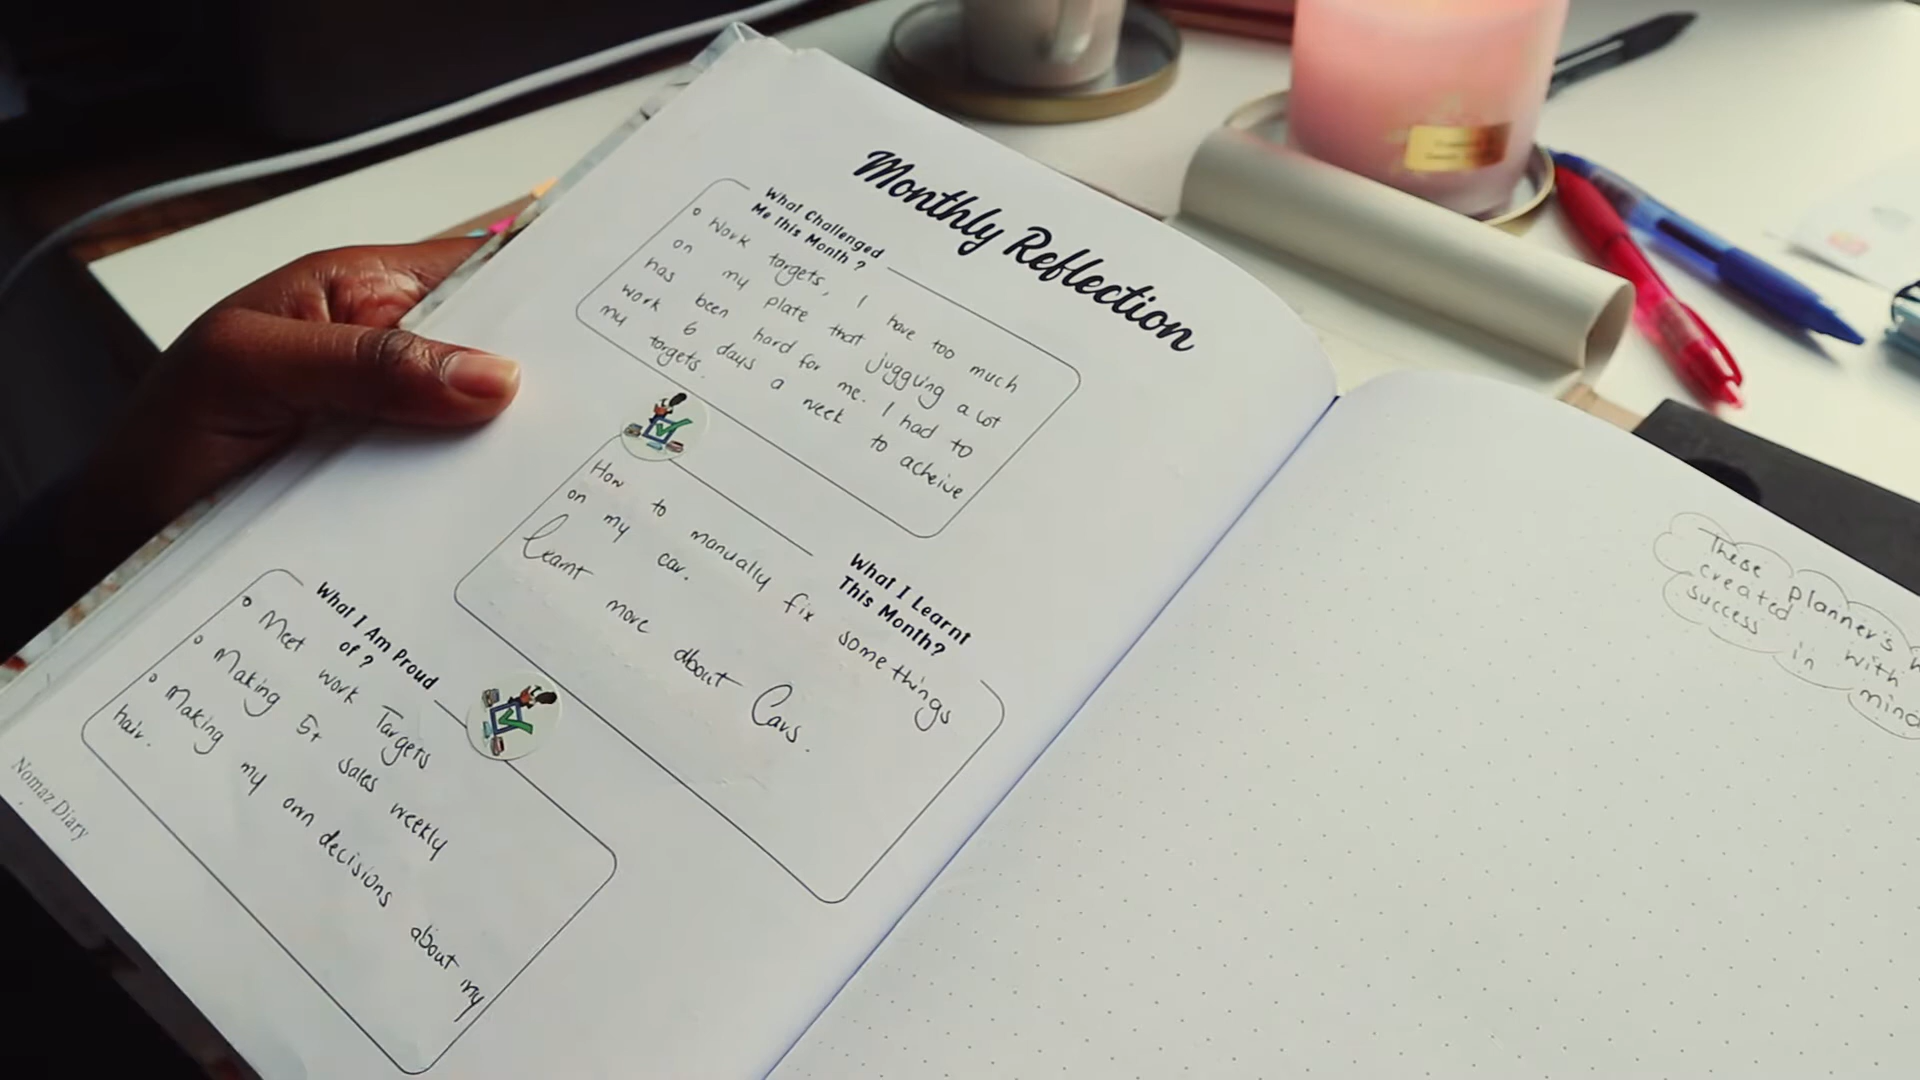 Monthly Reflection
What Challenged
Me this Month ?
Work targets, I have too much
on my plate that juggling a lot
has been hard for me. I had to
work 6 days a week to acheive
my targets.
What I Learnt
This Month?
How to manually fix some things
on my car.
learnt more about Cars.
What I Am Proud
of ?
Meet work Targets
Making 5+ sales weekly
Making my own decisions about my
hair.
Nomaz Diary
These planner's
created with
success in mind